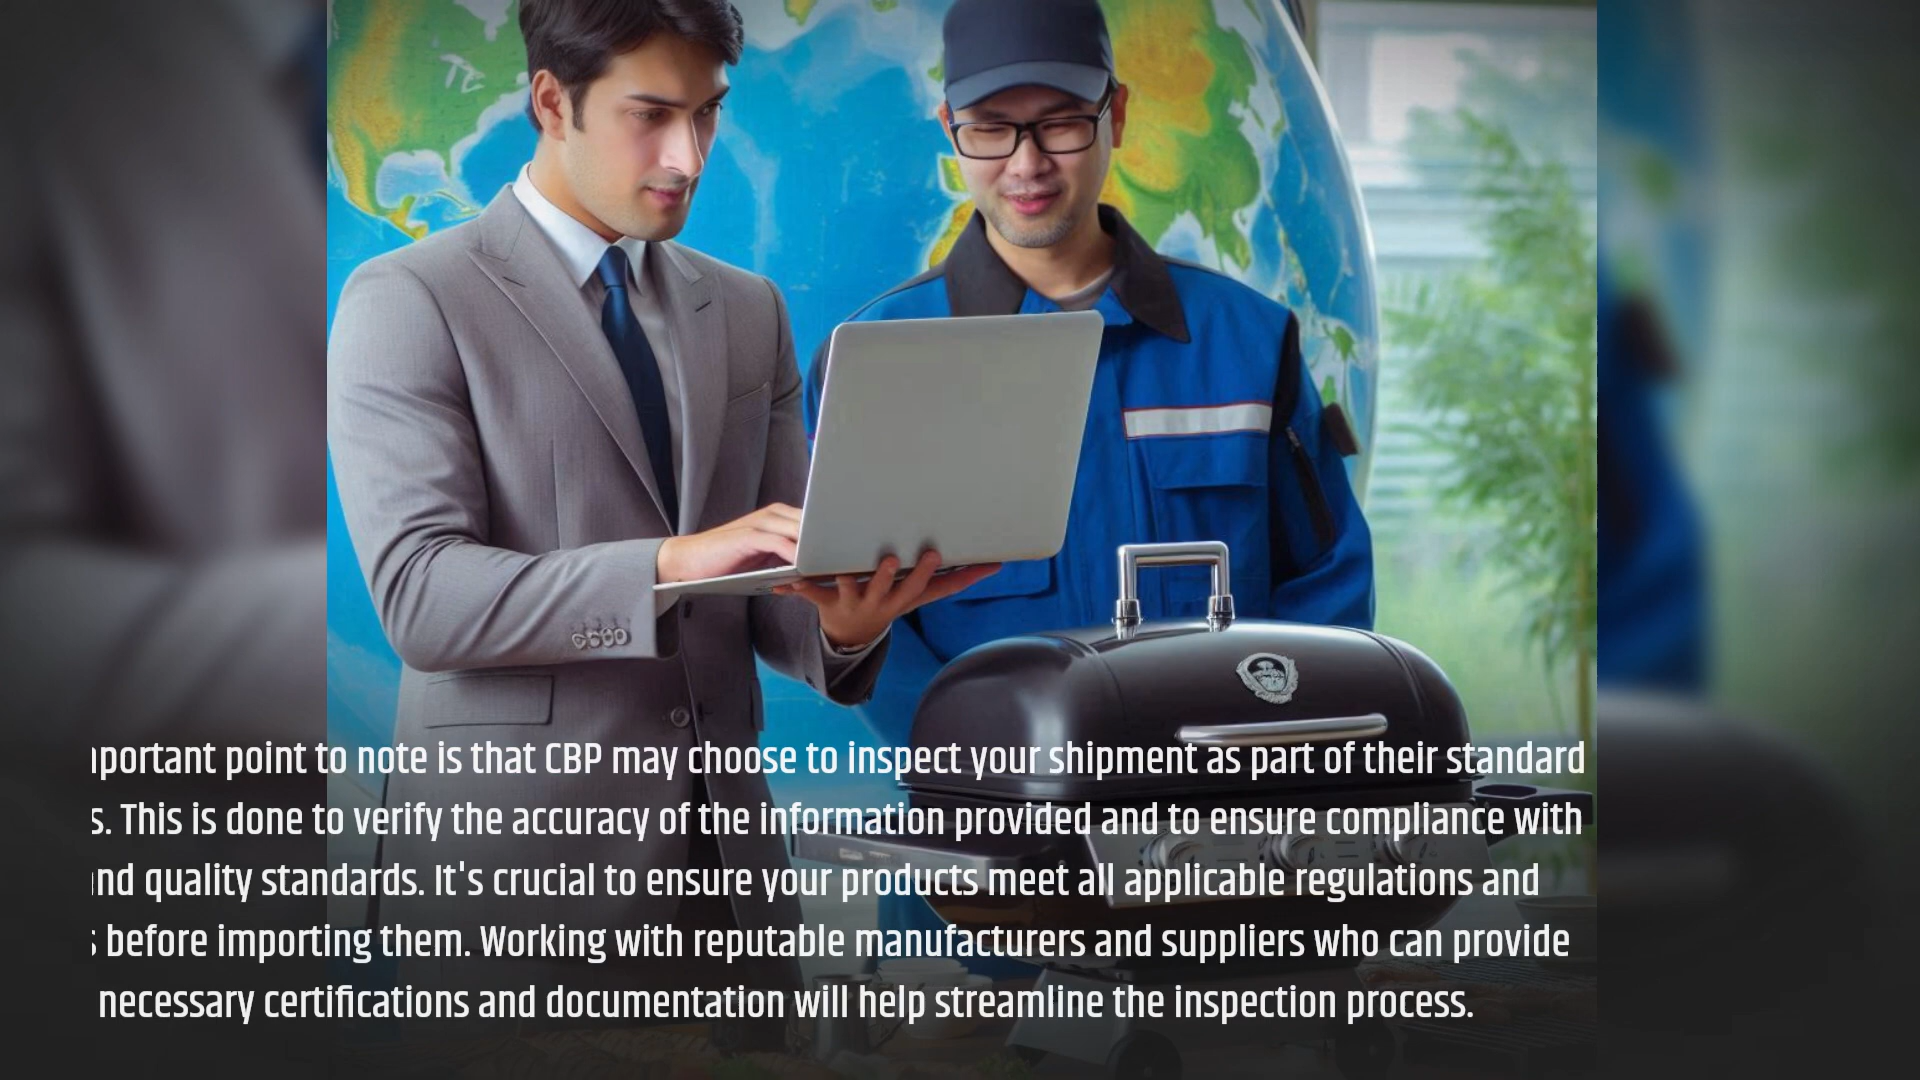 point to note is that CBP may choose to inspect your shipment as part of their standard
This is done to verify the accuracy of the information provided and to ensure compliance with
quality standards. It's crucial to ensure your products meet all applicable regulations and
before importing them. Working with reputable manufacturers and suppliers who can provide
necessary certifications and documentation will help streamline the inspection process.